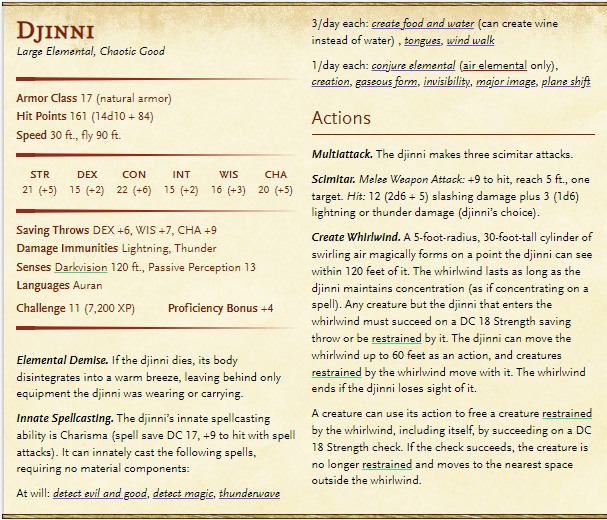 Djinni
Large Elemental, Chaotic Good
Armor Class 17 (natural armor)
Hit Points 161 (14d10 + 84)
Speed 30 ft., fly 90 ft.
STR DEX CON INT WIS CHA
21 (+5) 15 (+2) 22 (+6) 15 (+2) 16 (+3) 20 (+5)
Saving Throws DEX +6, WIS +7, CHA +9
Damage Immunities Lightning, Thunder
Senses Darkvision 120 ft., Passive Perception 13
Languages Auran
Challenge 11 (7,200 XP) Proficiency Bonus +4
Elemental Demise. If the djinni dies, its body
disintegrates into a warm breeze, leaving behind only
equipment the djinni was wearing or carrying.
Innate Spellcasting. The djinni's innate spellcasting
ability is Charisma (spell save DC 17, +9 to hit with spell
attacks). It can innately cast the following spells,
requiring no material components:
At will: detect evil and good, detect magic, thunderwave
3/day each: create food and water (can create wine
instead of water) , tongues, wind walk
1/day each: conjure elemental (air elemental only),
creation, gaseous form, invisibility, major image, plane shift
Actions
Multiattack. The djinni makes three scimitar attacks.
Scimitar. Melee Weapon Attack: +9 to hit, reach 5 ft., one
target. Hit: 12 (2d6 + 5) slashing damage plus 3 (1d6)
lightning or thunder damage (djinni's choice).
Create Whirlwind. A 5-foot-radius, 30-foot-tall cylinder of
swirling air magically forms on a point the djinni can see
within 120 feet of it. The whirlwind lasts as long as the
djinni maintains concentration (as if concentrating on a
spell). Any creature but the djinni that enters the
whirlwind must succeed on a DC 18 Strength saving
throw or be restrained by it. The djinni can move the
whirlwind up to 60 feet as an action, and creatures
restrained by the whirlwind move with it. The whirlwind
ends if the djinni loses sight of it.
A creature can use its action to free a creature restrained
by the whirlwind, including itself, by succeeding on a DC
18 Strength check. If the check succeeds, the creature is
no longer restrained and moves to the nearest space
outside the whirlwind.